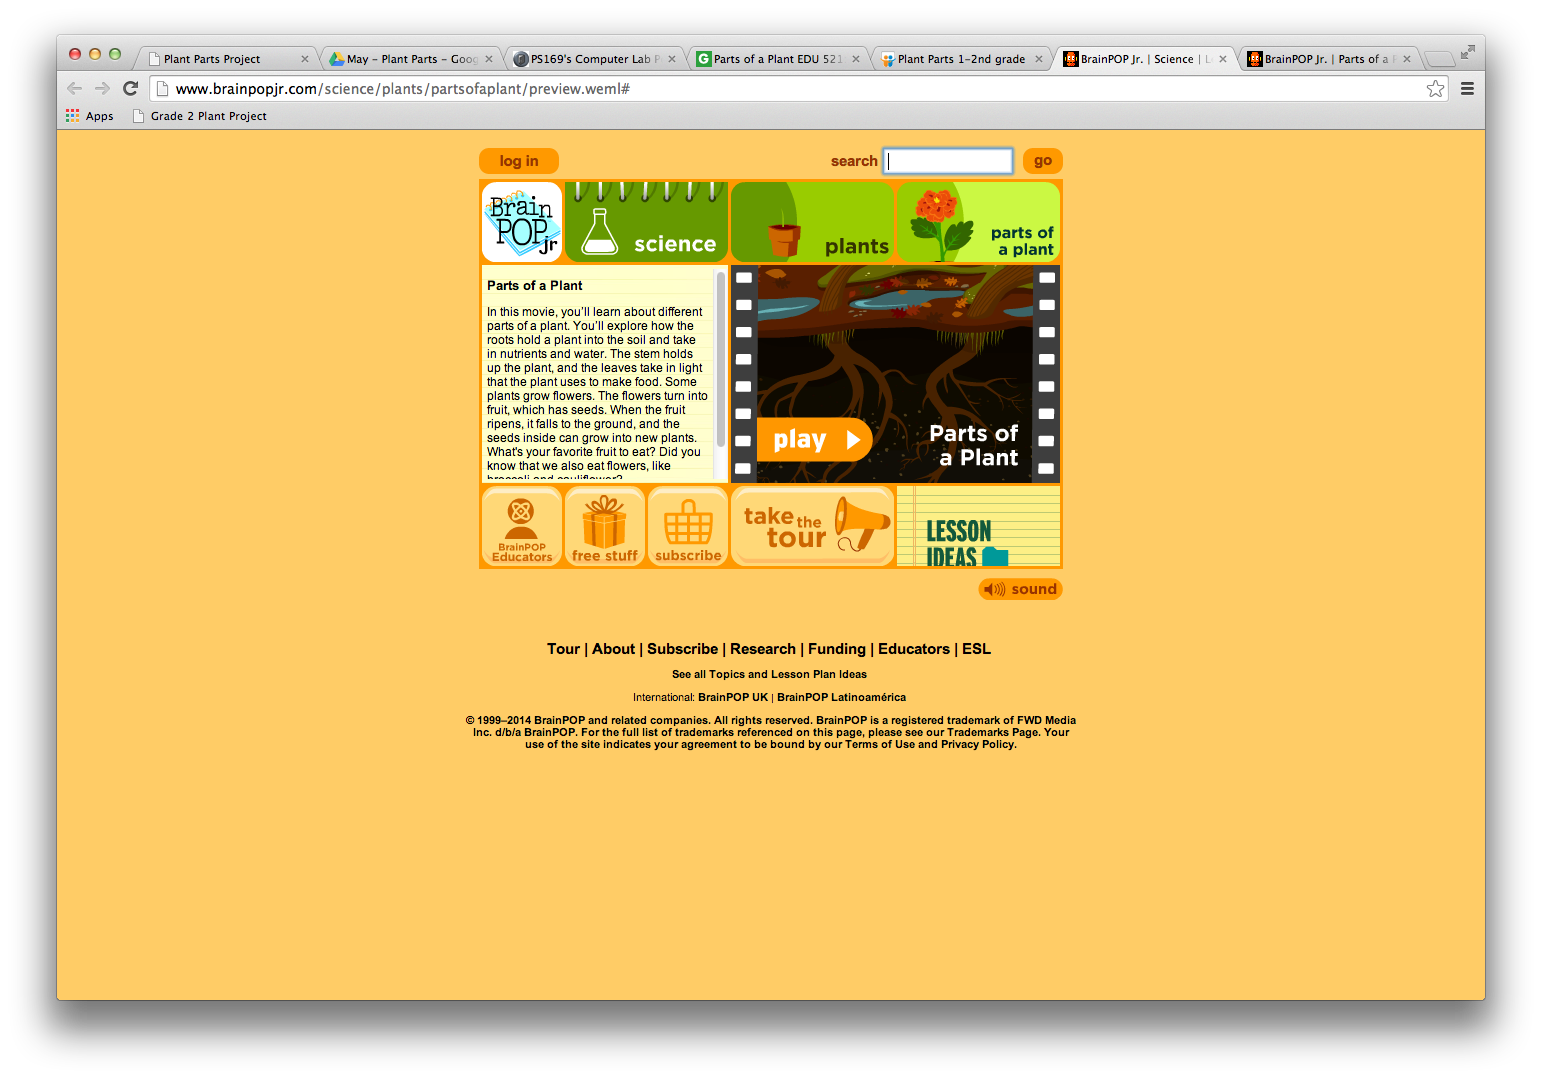 Plant Parts Project
May – Plant Parts – Goog
PS169's Computer Lab P
Parts of a Plant EDU 521
Plant Parts 1–2nd grade
BrainPOP Jr. | Science | L
BrainPOP Jr. | Parts of a P
www.brainpopjr.com/science/plants/partsofaplant/preview.weml#
Apps
Grade 2 Plant Project
log in
search
go
Brain
POP
jr
science
plants
parts of
a plant
Parts of a Plant
In this movie, you'll learn about different
parts of a plant. You'll explore how the
roots hold a plant into the soil and take
in nutrients and water. The stem holds
up the plant, and the leaves take in light
that the plant uses to make food. Some
plants grow flowers. The flowers turn into
fruit, which has seeds. When the fruit
ripens, it falls to the ground, and the
seeds inside can grow into new plants.
What's your favorite fruit to eat? Did you
know that we also eat flowers, like
broccoli and cauliflower?
play
Parts of
a Plant
BrainPOP
Educators
free stuff
subscribe
take the
tour
LESSON
IDEAS
sound
Tour | About | Subscribe | Research | Funding | Educators | ESL
See all Topics and Lesson Plan Ideas
International: BrainPOP UK | BrainPOP Latinoamérica
© 1999–2014 BrainPOP and related companies. All rights reserved. BrainPOP is a registered trademark of FWD Media
Inc. d/b/a BrainPOP. For the full list of trademarks referenced on this page, please see our Trademarks Page. Your
use of the site indicates your agreement to be bound by our Terms of Use and Privacy Policy.